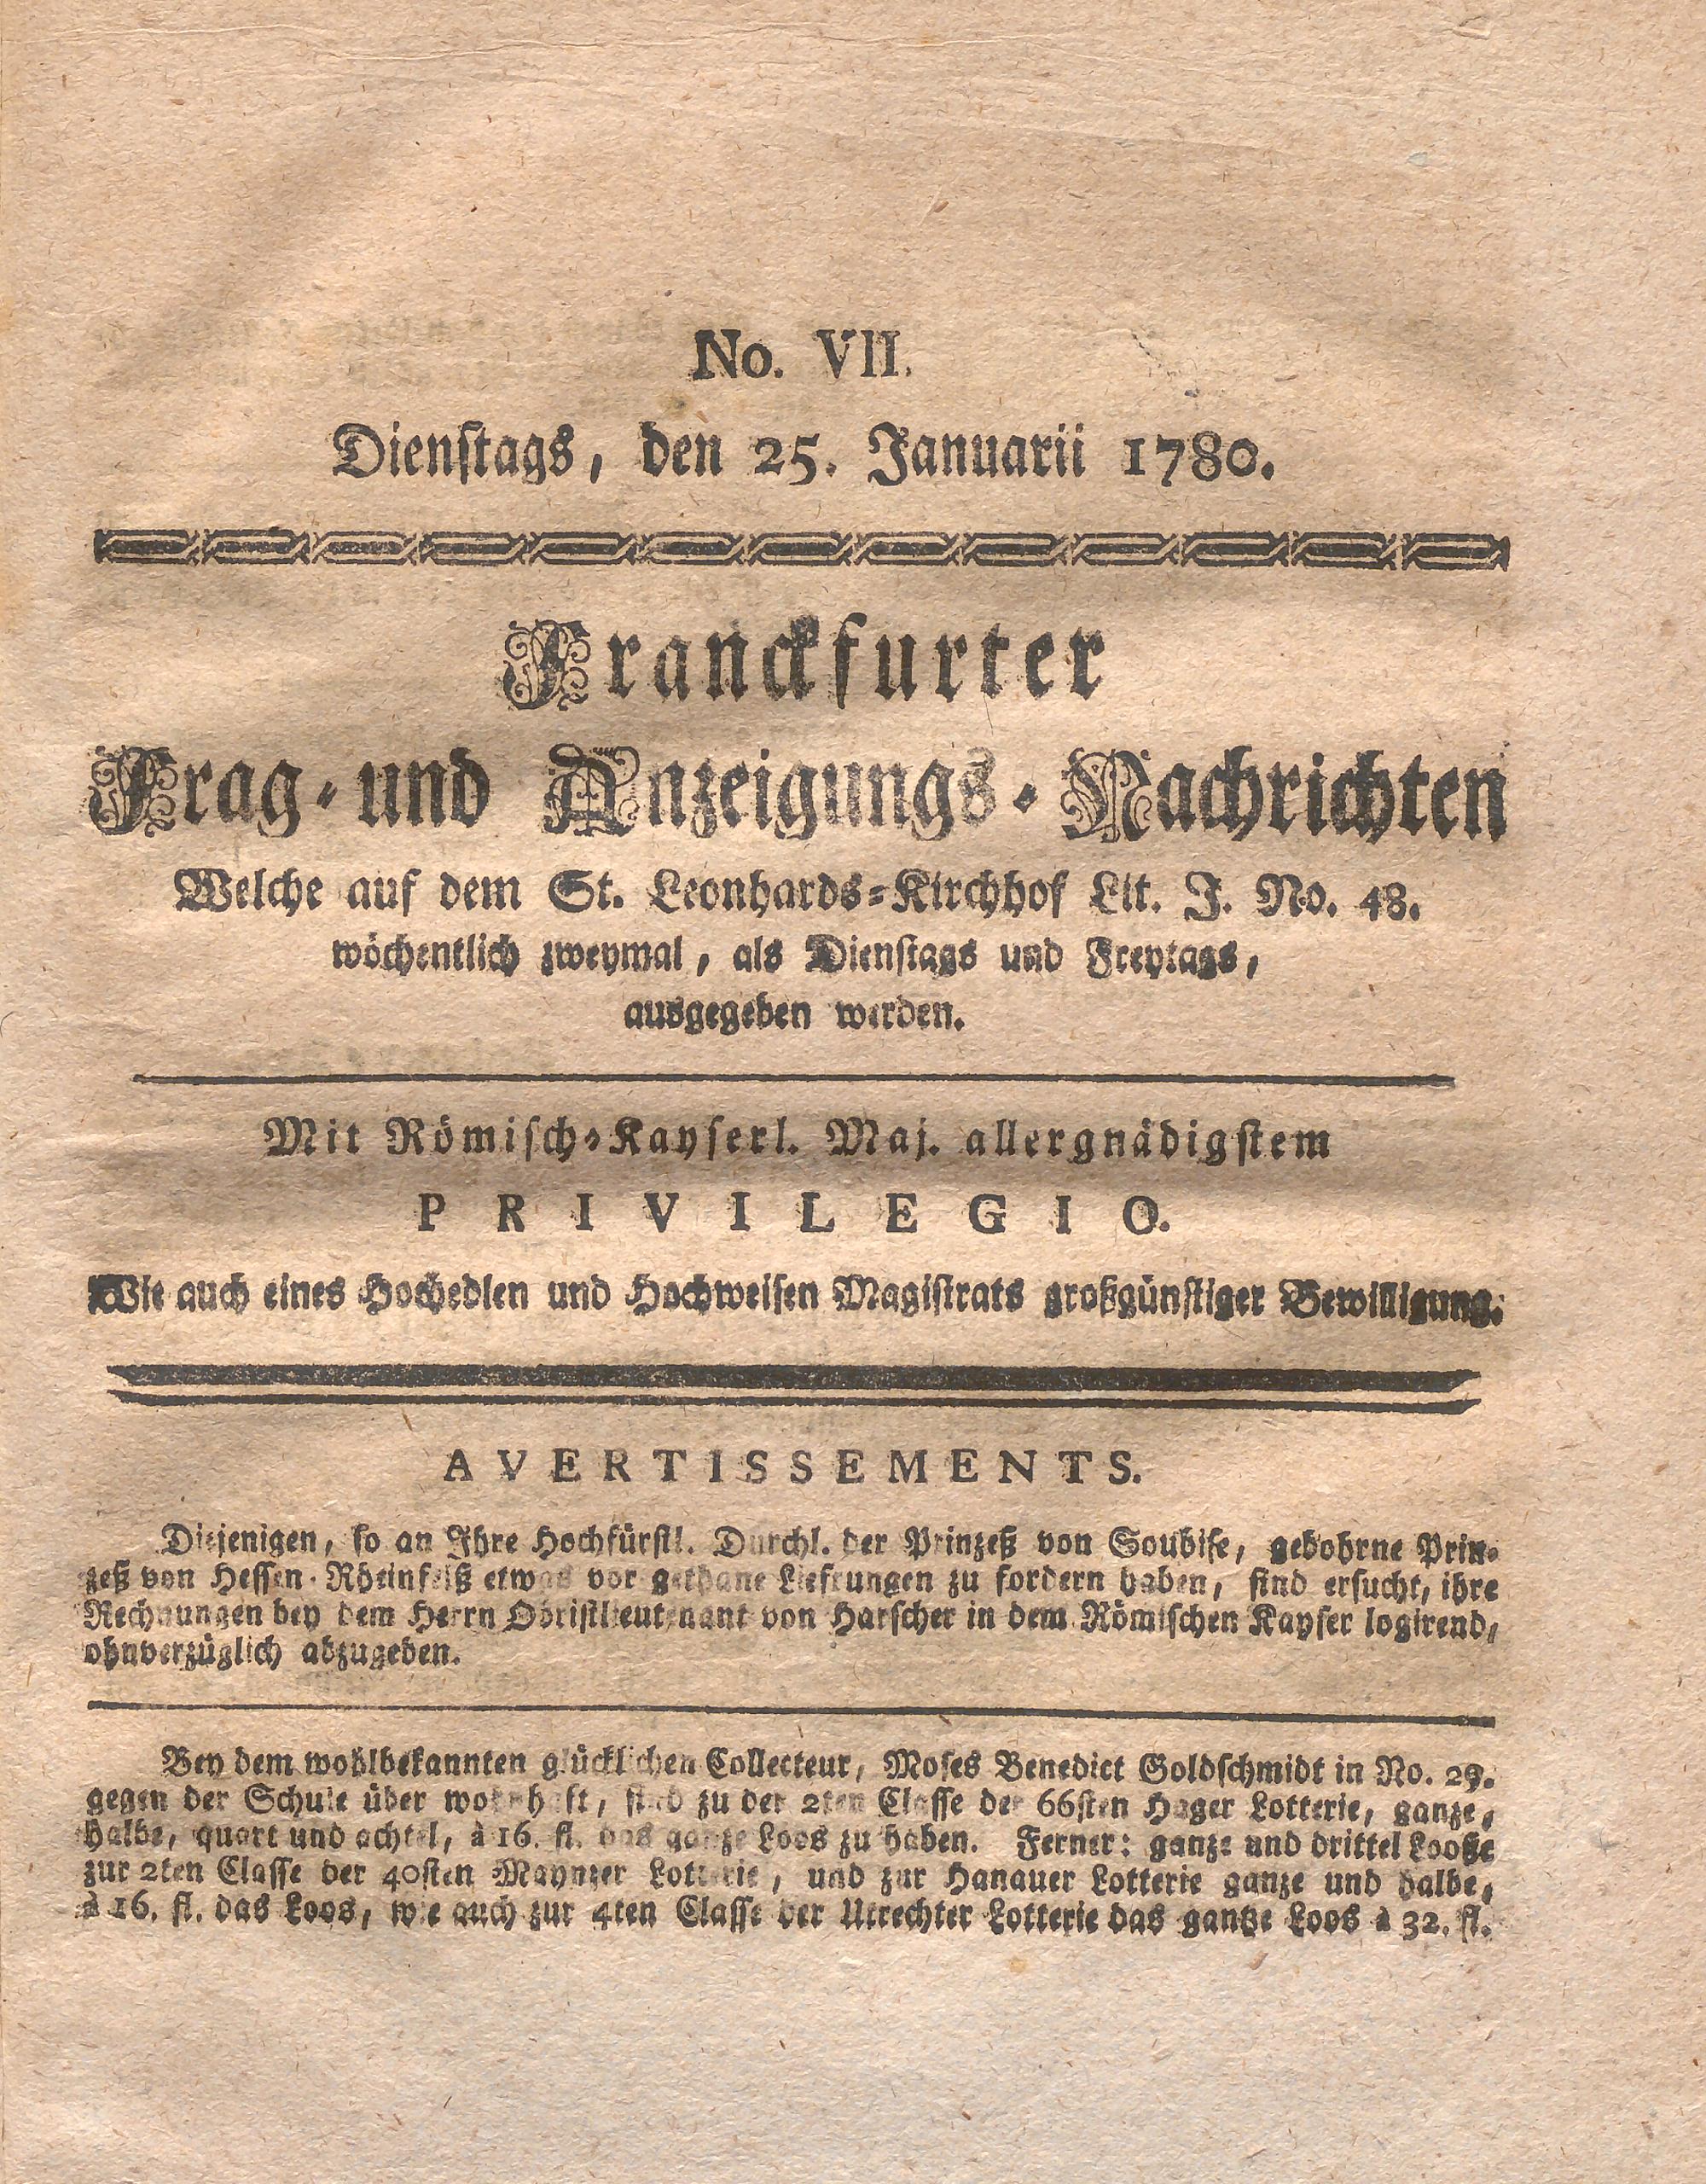 No. VII.
Dienstags, den 25. Januarii 1780.
Franckfurter
Frag- und Anzeigungs-Nachrichten
Welche auf dem St. Leonhards-Kirchhof Lit. J. No. 48.
wöchentlich zweymal, als Dienstags und Freytags,
ausgegeben werden.
Mit Römisch-Kayserl. Maj. allergnädigstem
PRIVILEGIO.
Wie auch eines Hochedlen und Hochweisen Magistrats großgünstiger Bewilligung.
AVERTISSEMENTS.
Diejenigen, so an Ihre Hochfürstl. Durchl. der Prinzeß von Soubise, gebohrne Prin-
zeß von Hessen-Rheinfelß etwas vor gethane Liefrungen zu fordern haben, sind ersucht, ihre
Rechnungen bey dem Herrn Obristlieutenant von Harscher in dem Römischen Kayser logirend,
ohnverzüglich abzugeben.
Bey dem wohlbekannten glücklichen Collecteur, Moses Benedict Goldschmidt in No. 29.
gegen der Schule über wohnhaft, sind zu der 2ten Classe der 66sten Hager Lotterie, ganze,
halbe, quart und achtel, à 16. fl. das ganze Loos zu haben. Ferner: ganze und drittel Looße
zur 2ten Classe der 40sten Maynzer Lotterie, und zur Hanauer Lotterie ganze und halbe,
à 16. fl. das Loos, wie auch zur 4ten Classe der Utrechter Lotterie das gantze Loos à 32. fl.